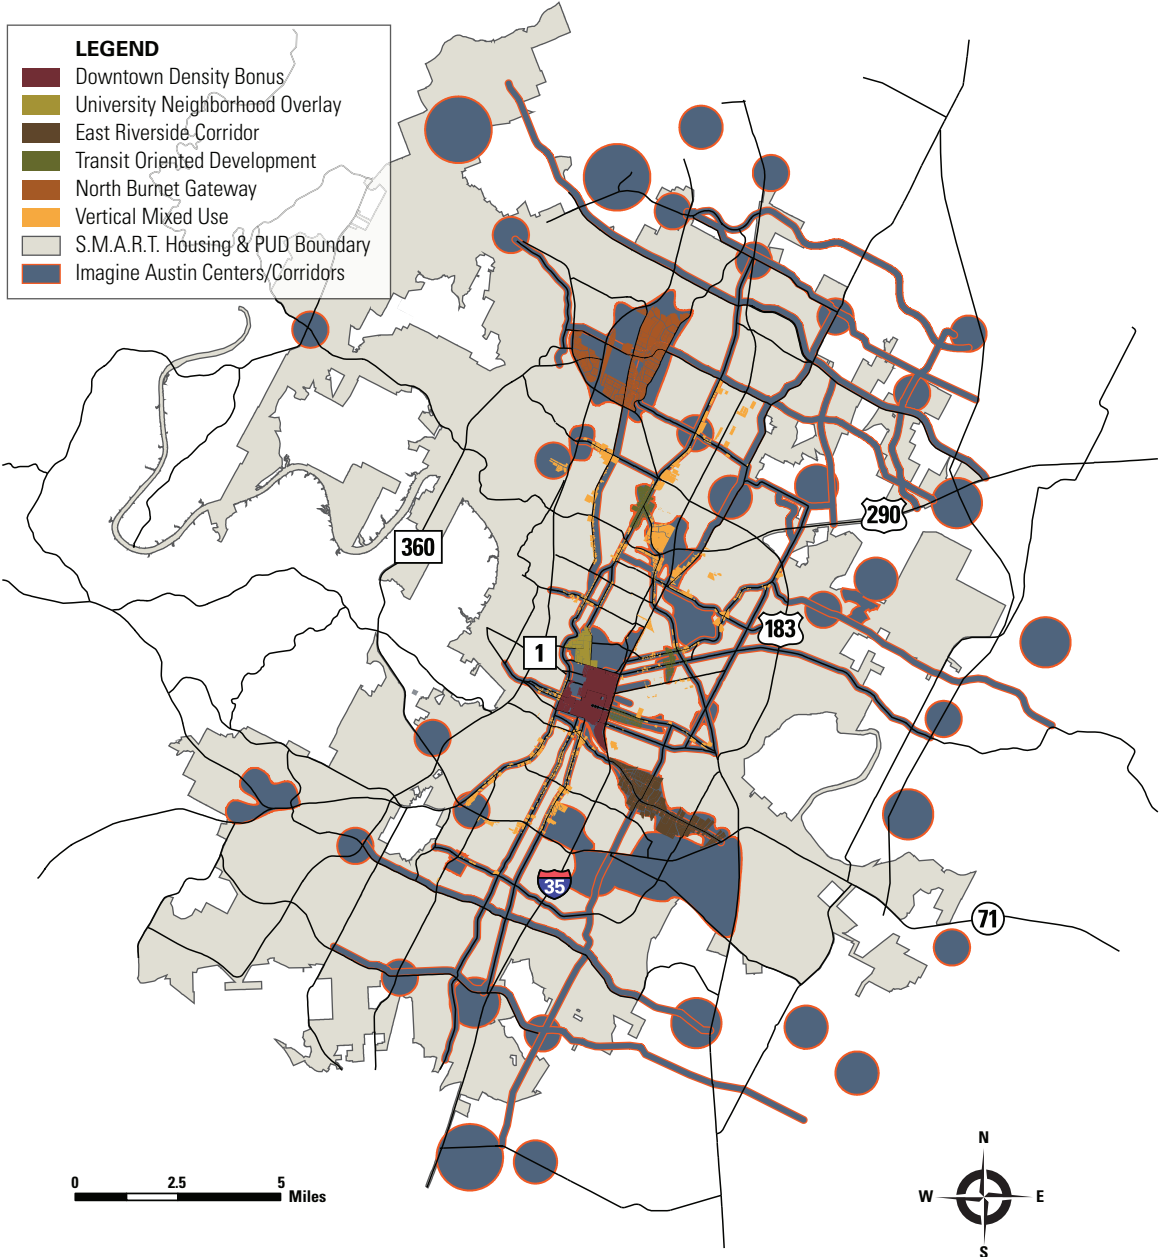 LEGEND
Downtown Density Bonus
University Neighborhood Overlay
East Riverside Corridor
Transit Oriented Development
North Burnet Gateway
Vertical Mixed Use
S.M.A.R.T. Housing & PUD Boundary
Imagine Austin Centers/Corridors
290
360
183
1
35
71
N
W E
S
0 2.5 5
Miles